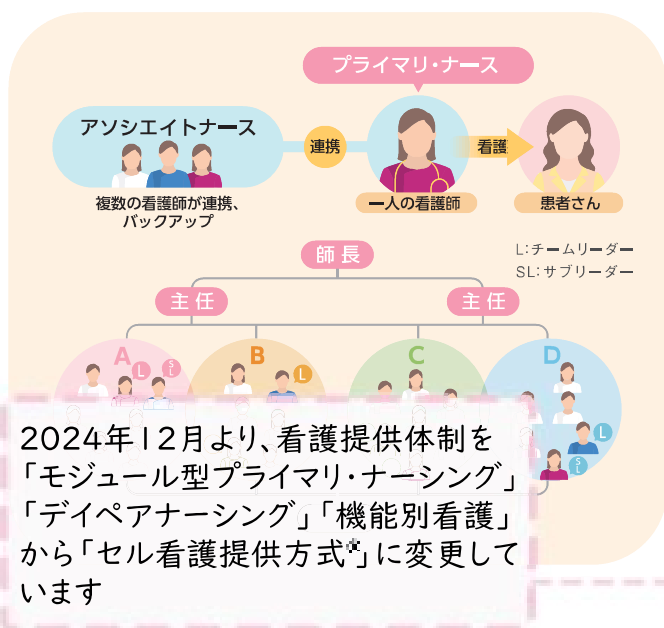 プライマリ・ナース
アソシエイトナース
連携
看護
複数の看護師が連携、
バックアップ
一人の看護師
患者さん
師長
L:チームリーダー
SL:サブリーダー
主任
主任
A
L
SL
B
L
C
D
L
SL
2024年12月より、看護提供体制を
「モジュール型プライマリ・ナーシング」
「デイペアナーシング」「機能別看護」
から「セル看護提供方式」に変更して
います